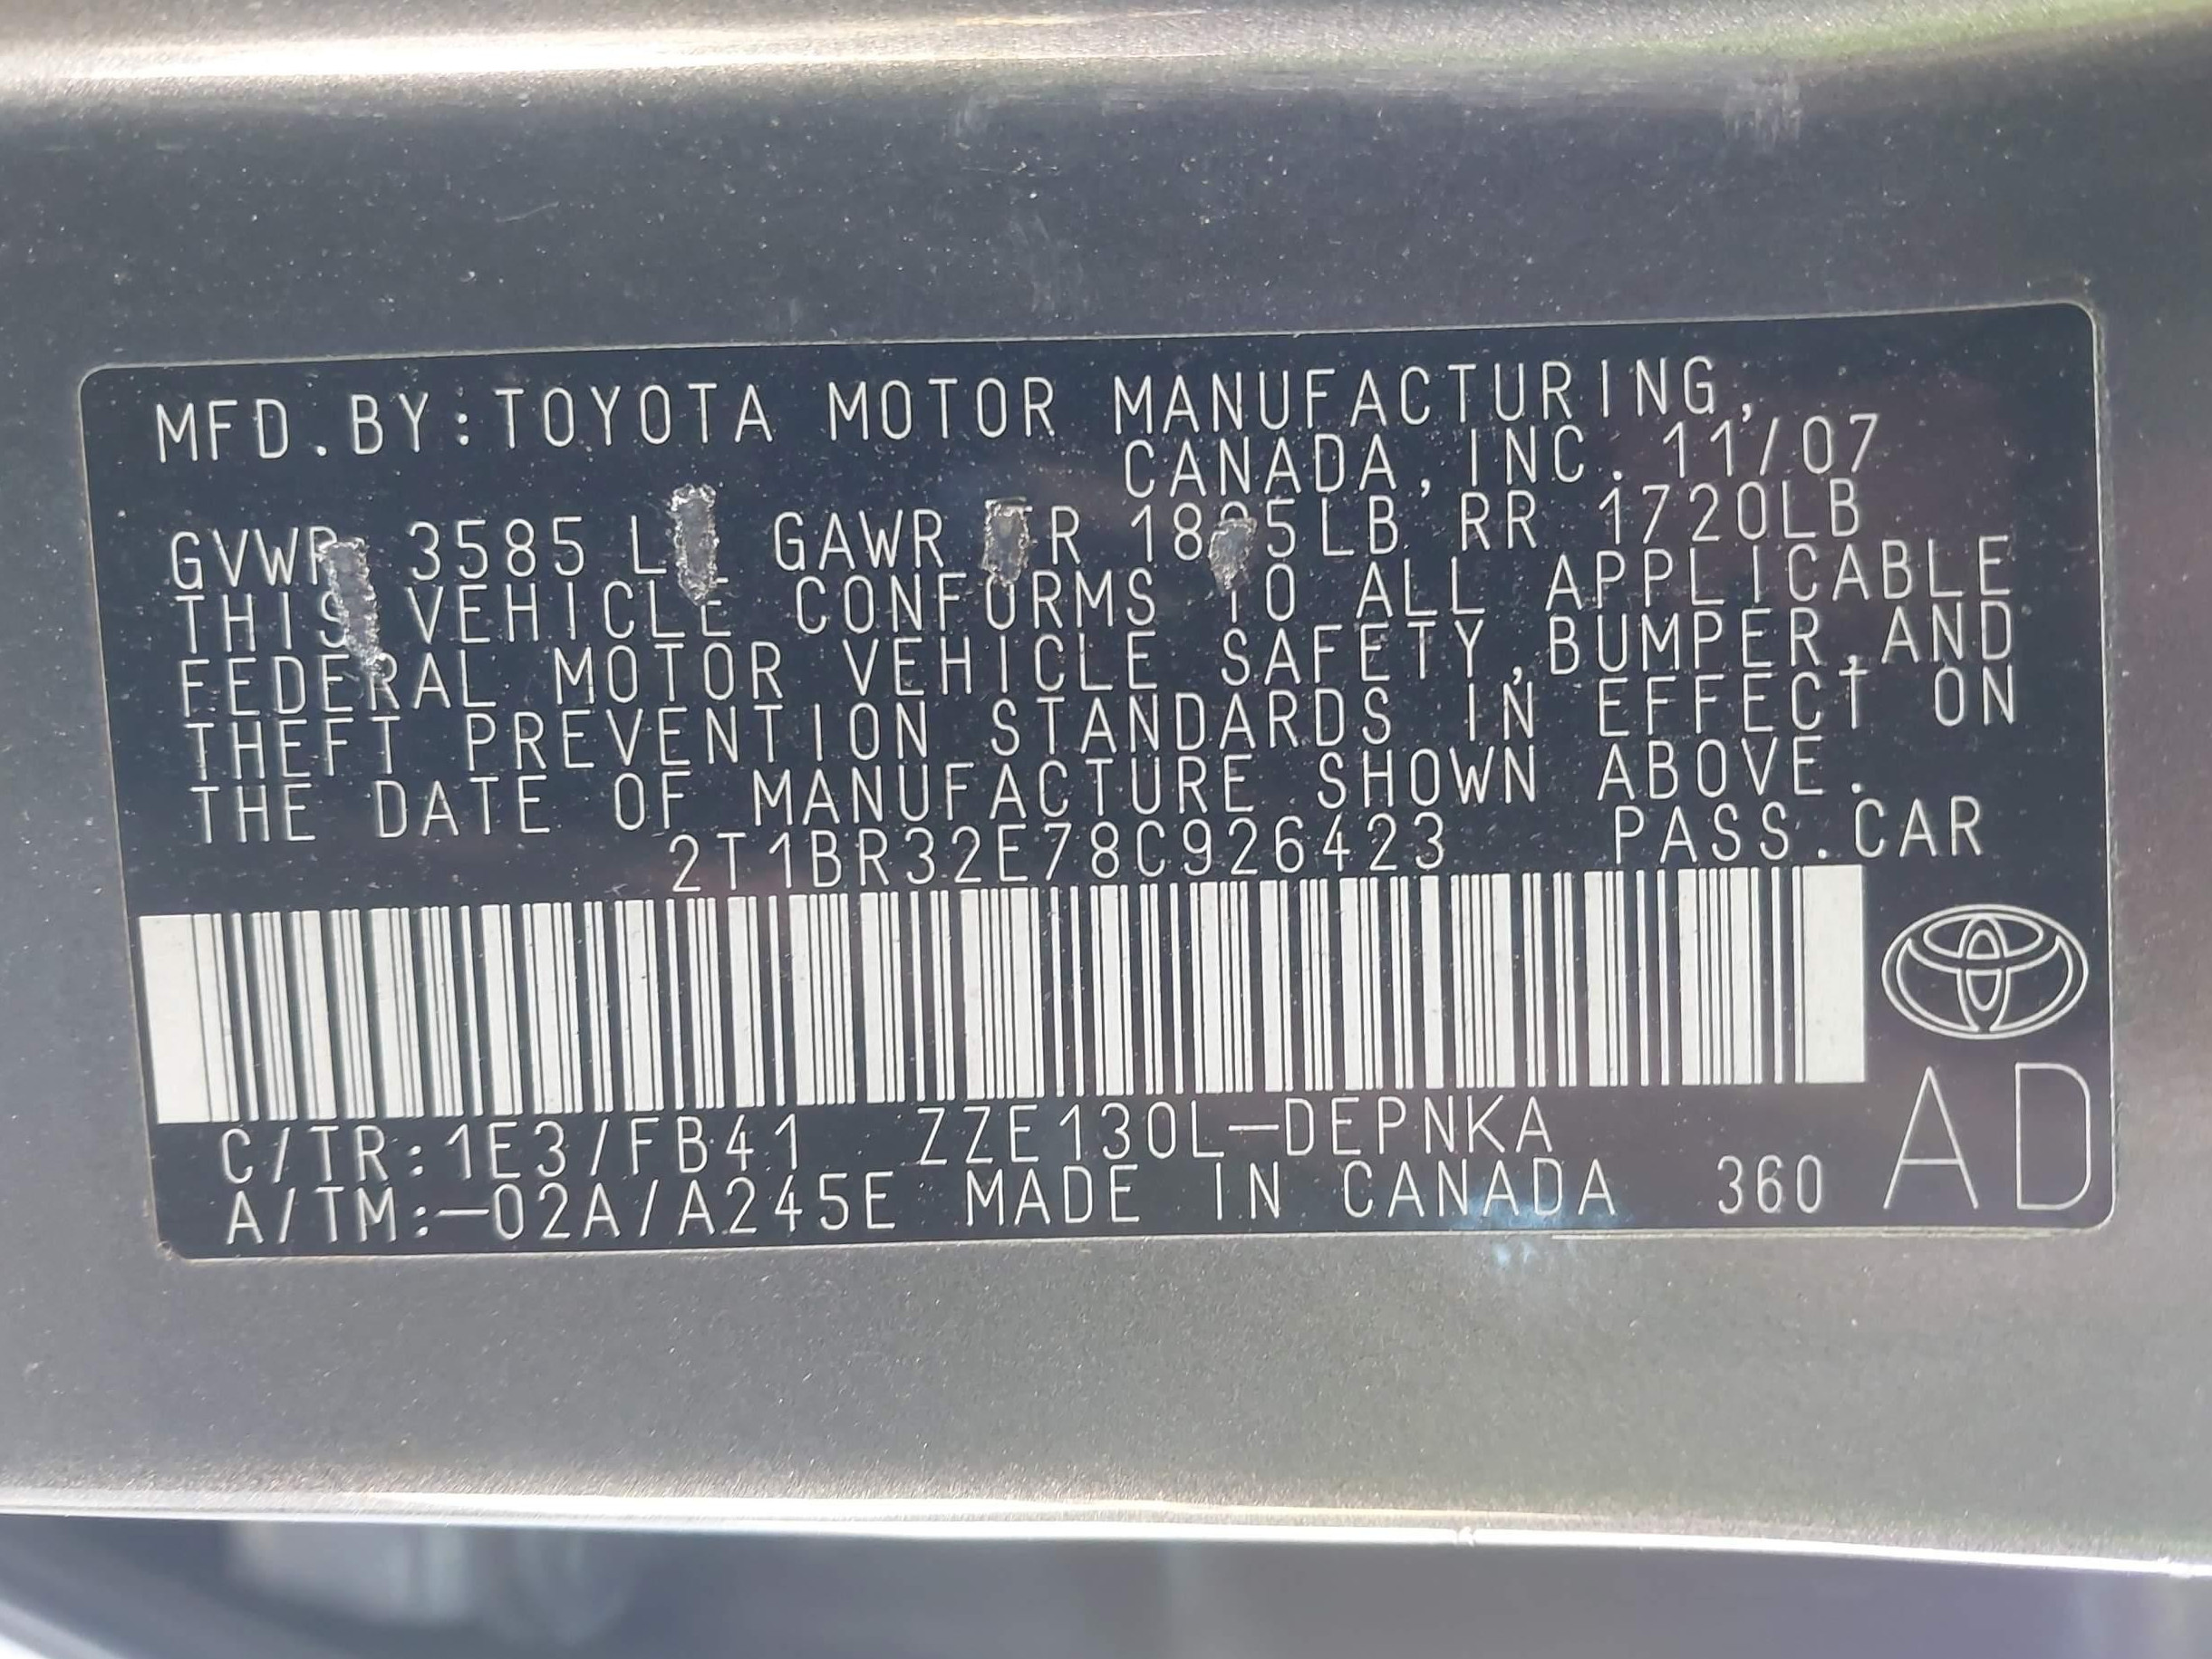 MFD.BY:TOYOTA MOTOR MANUFACTURING,
CANADA,INC. 11/07
GVWR 3585 GAWR RR 1720LB
THIS VEHICLE CONFORMS TO ALL APPLICABLE
FEDERAL MOTOR VEHICLE SAFETY,BUMPER,AND
THEFT PREVENTION STANDARDS IN EFFECT ON
THE DATE OF MANUFACTURE SHOWN ABOVE.
2T1BR32E78C926423 PASS.CAR
C/TR:1E3/FB41 ZZE130L-DEPNKA
A/TM:-02A/A245E MADE IN CANADA 360 AD